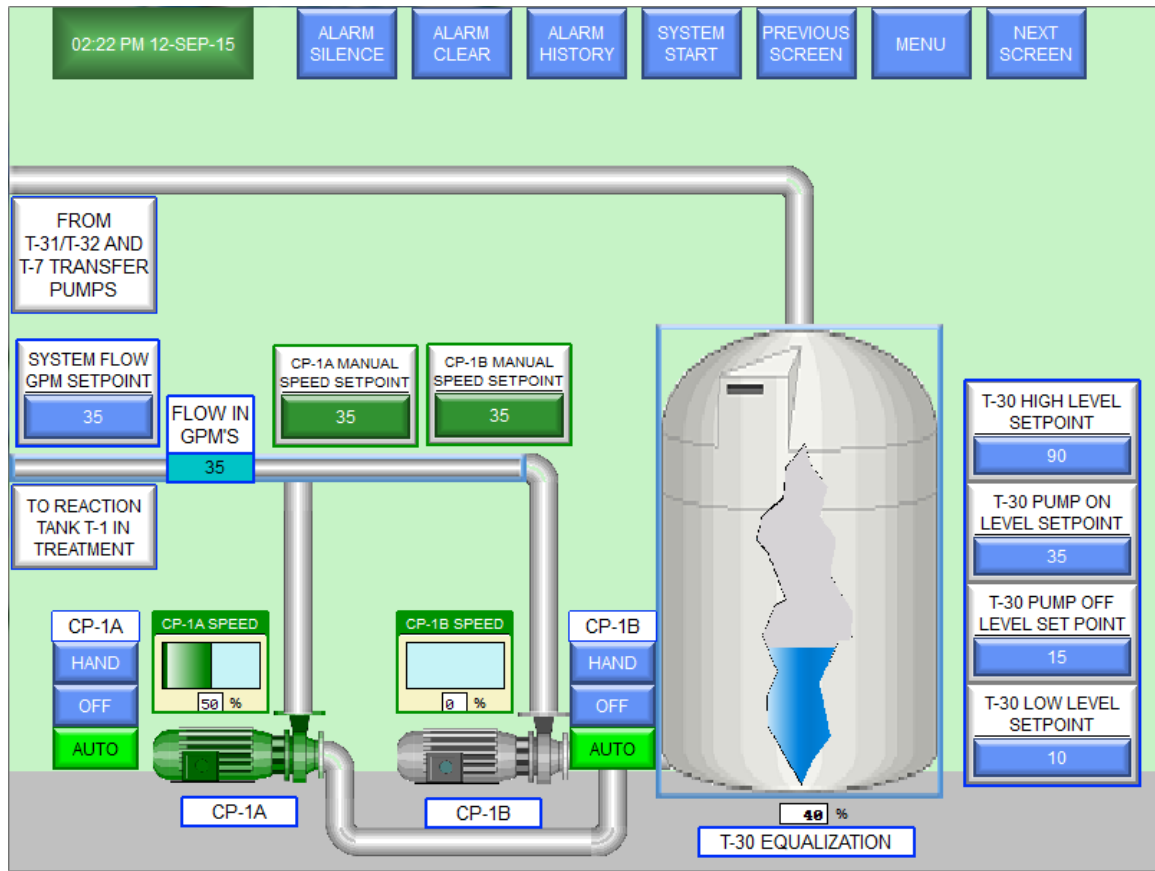 02:22 PM 12-SEP-15
ALARM
SILENCE
ALARM
CLEAR
ALARM
HISTORY
SYSTEM
START
PREVIOUS
SCREEN
MENU
NEXT
SCREEN
FROM
T-31/T-32 AND
T-7 TRANSFER
PUMPS
SYSTEM FLOW
GPM SETPOINT
35
FLOW IN
GPM'S
35
CP-1A MANUAL
SPEED SETPOINT
35
CP-1B MANUAL
SPEED SETPOINT
35
TO REACTION
TANK T-1 IN
TREATMENT
CP-1A
HAND
OFF
AUTO
CP-1A SPEED
50 %
CP-1A
CP-1B SPEED
0 %
CP-1B
CP-1B
HAND
OFF
AUTO
40 %
T-30 EQUALIZATION
T-30 HIGH LEVEL
SETPOINT
90
T-30 PUMP ON
LEVEL SETPOINT
35
T-30 PUMP OFF
LEVEL SET POINT
15
T-30 LOW LEVEL
SETPOINT
10